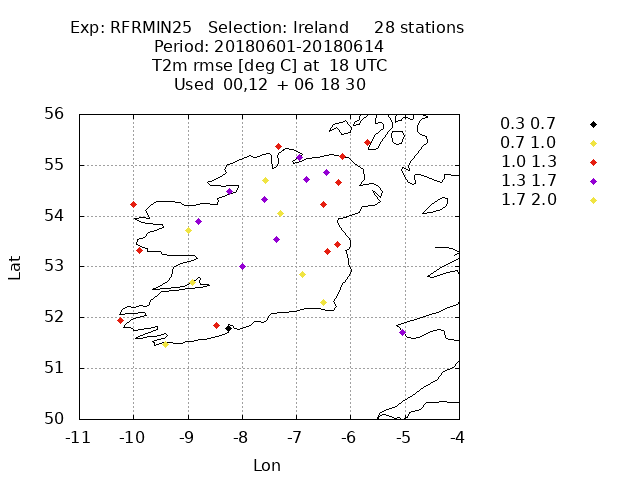 Exp: RFRMIN25 Selection: Ireland 28 stations
Period: 20180601-20180614
T2m rmse [deg C] at 18 UTC
Used 00,12 + 06 18 30
0.3 0.7
0.7 1.0
1.0 1.3
1.3 1.7
1.7 2.0
56
55
54
53
52
51
50
Lat
-11 -10 -9 -8 -7 -6 -5 -4
Lon